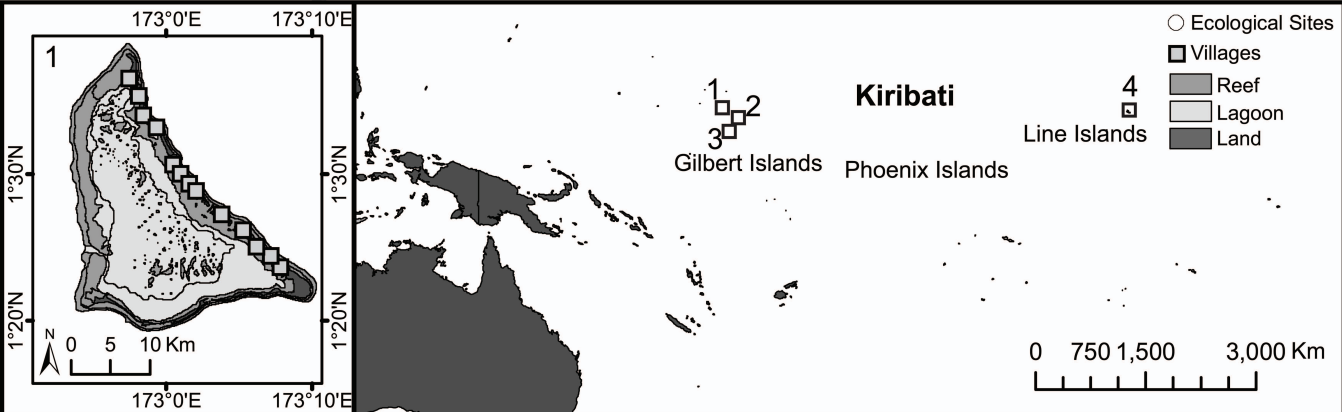 173°0'E 173°10'E
1
1°30'N 1°30'N
1°20'N 1°20'N
N
0 5 10 Km
173°0'E 173°10'E
Ecological Sites
Villages
Reef
Lagoon
Land
1
2
3
Gilbert Islands
Kiribati
Phoenix Islands
4
Line Islands
0 750 1,500 3,000 Km